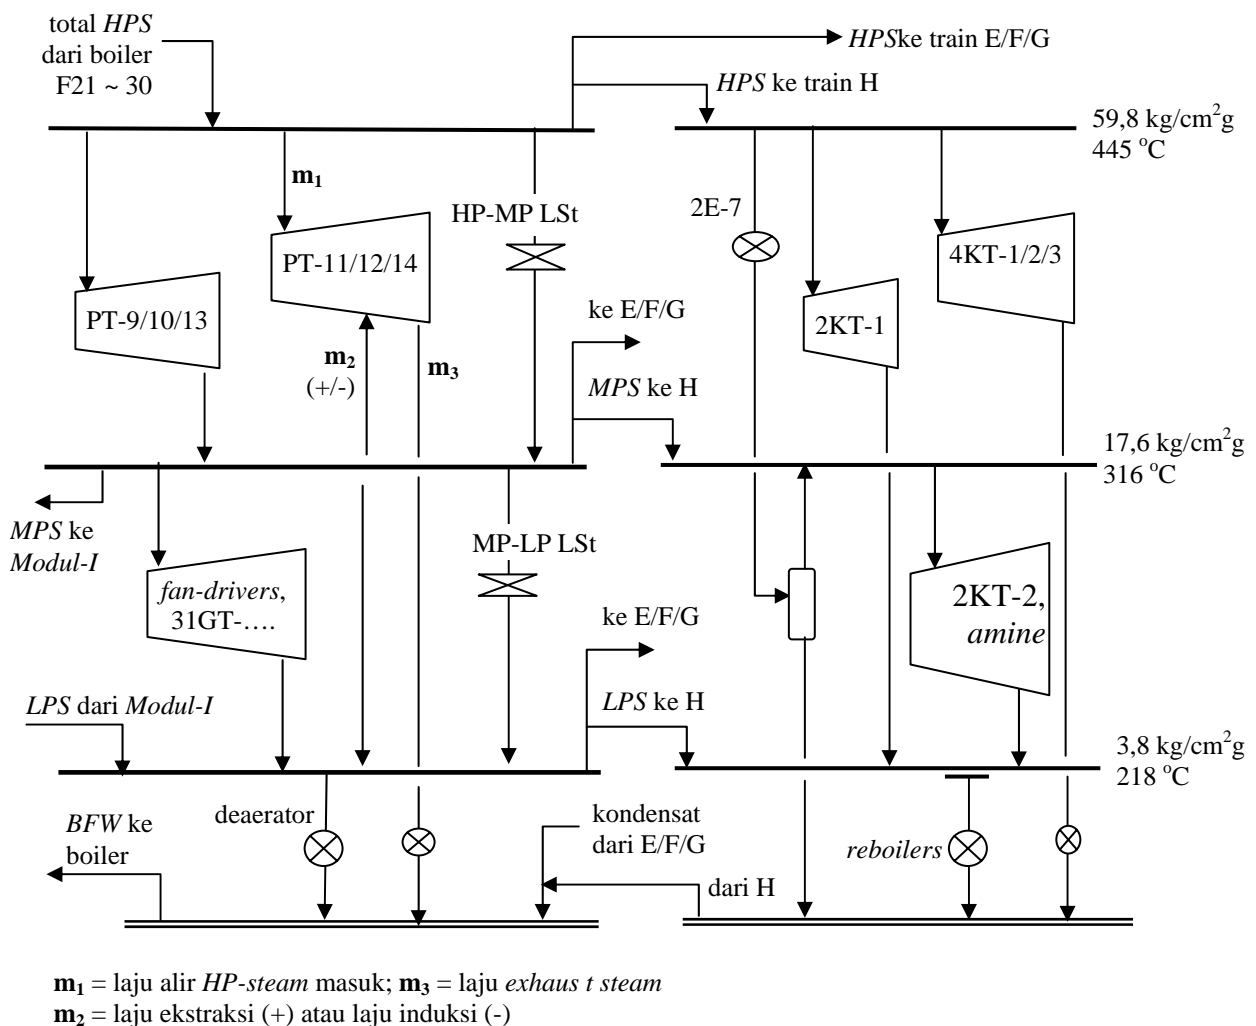 total HPS
dari boiler
F21 ~ 30
HPSke train E/F/G
HPS ke train H
59,8 kg/cm²g
445 °C
m₁
HP-MP LSt
2E-7
PT-11/12/14
4KT-1/2/3
PT-9/10/13
2KT-1
ke E/F/G
m₂
(+/-)
m₃
MPS ke H
17,6 kg/cm²g
316 °C
MPS ke
Modul-I
MP-LP LSt
fan-drivers,
31GT-….
2KT-2,
amine
ke E/F/G
LPS dari Modul-I
LPS ke H
3,8 kg/cm²g
218 °C
deaerator
BFW ke
boiler
kondensat
dari E/F/G
reboilers
dari H
m₁ = laju alir HP-steam masuk; m₃ = laju exhaus t steam
m₂ = laju ekstraksi (+) atau laju induksi (-)